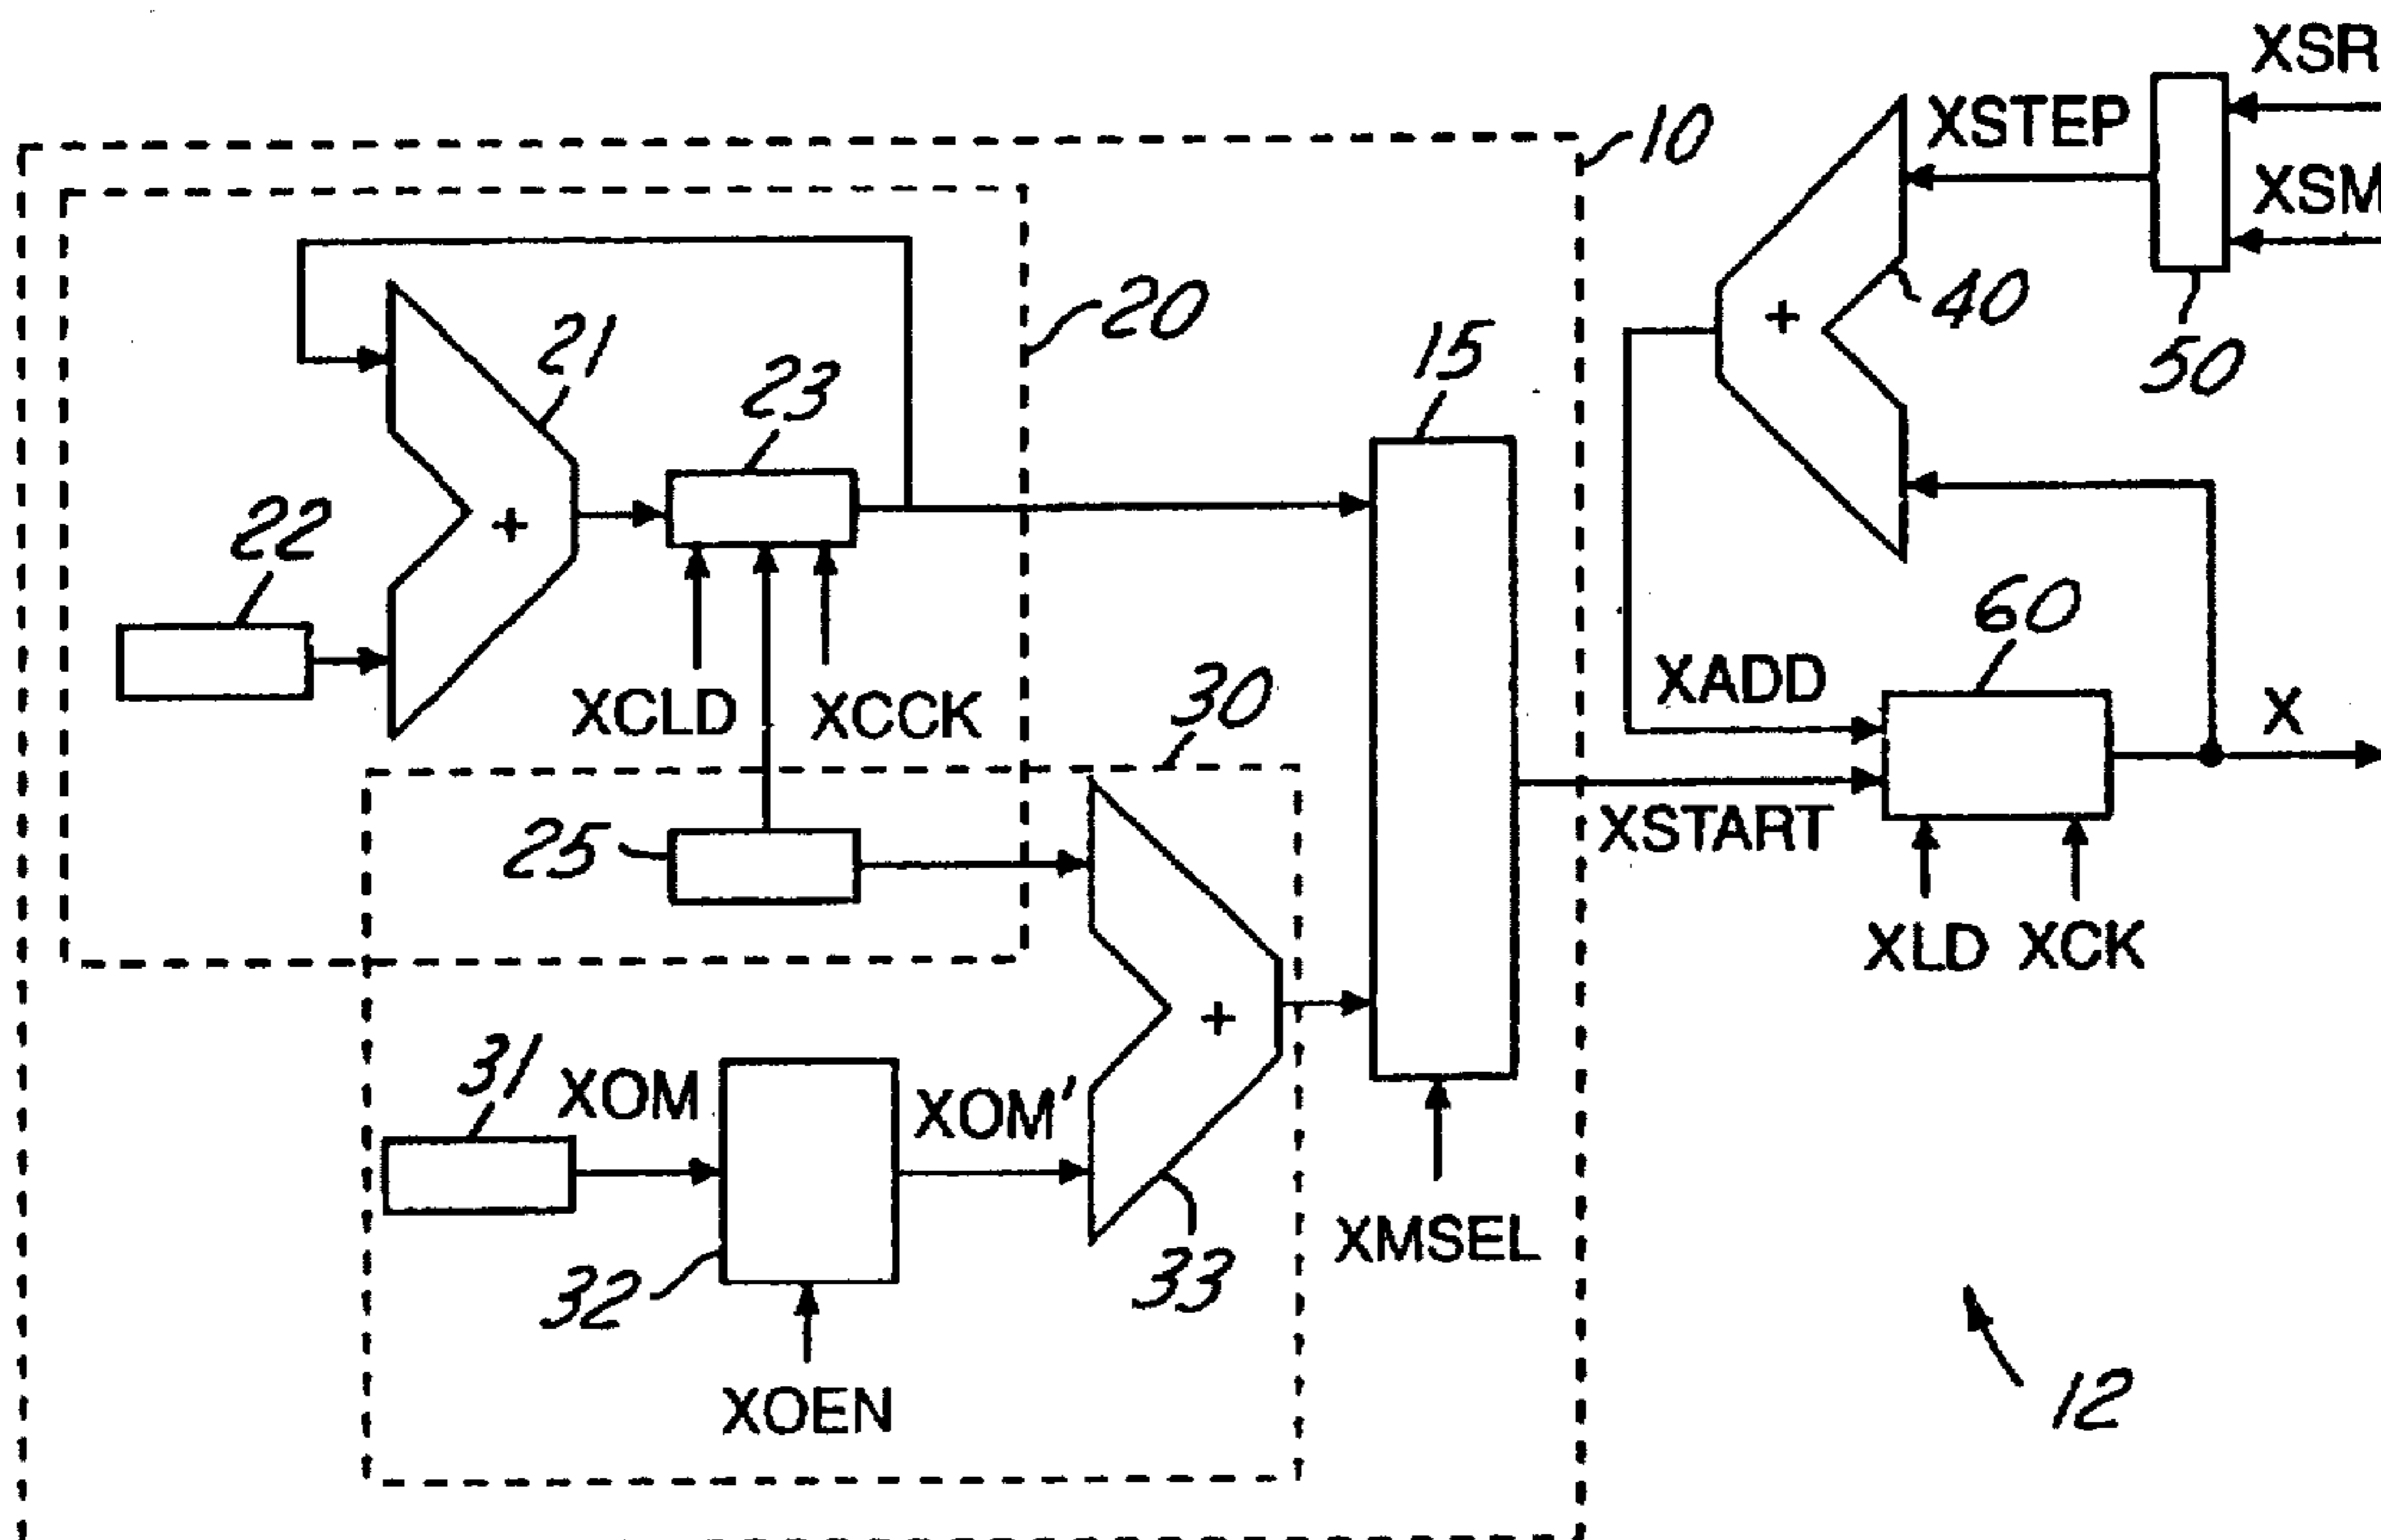 XSR
10
XSTEP
XSM
20
40
21
15
50
23
+
22
+
60
XADD
XCLD
XCCK
30
X
XSTART
25
XLD
XCK
+
31
XOM
XOM'
XMSEL
32
33
XOEN
12